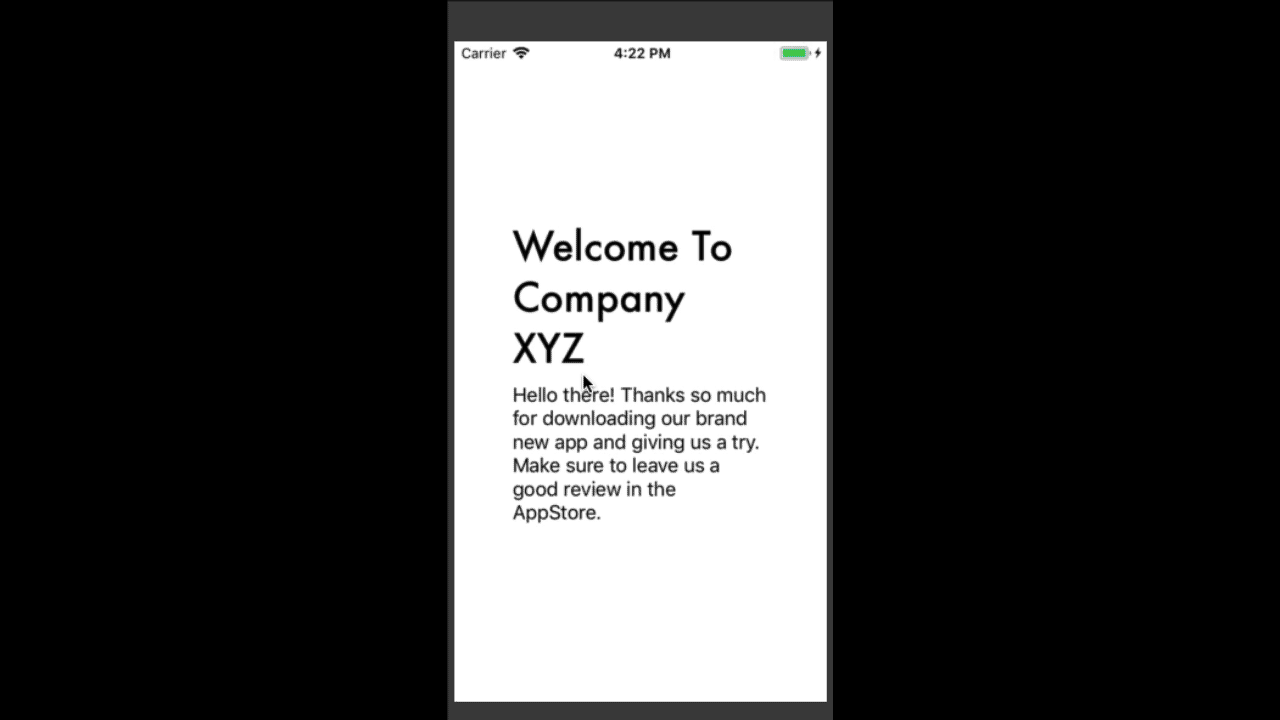 Carrier
4:22 PM
Welcome To
Company
XYZ
Hello there! Thanks so much
for downloading our brand
new app and giving us a try.
Make sure to leave us a
good review in the
AppStore.